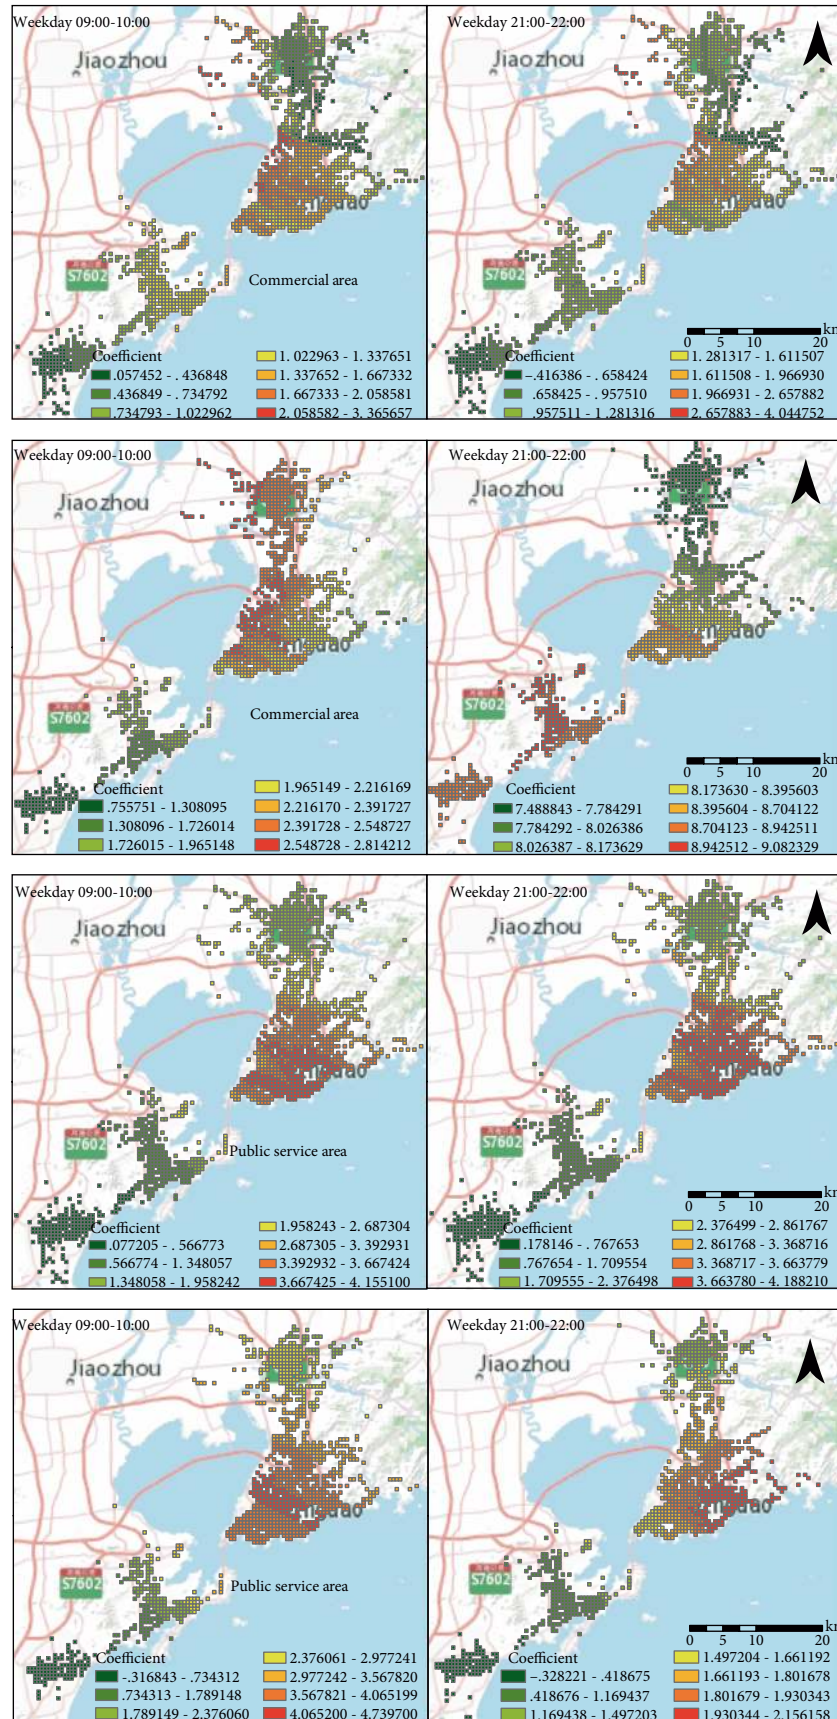 Weekday 09:00-10:00
Jiaozhou
S7602
Commercial area
Coefficient
.057452 - .436848
.436849 - .734792
.734793 - 1.022962
1. 022963 - 1.337651
1. 337652 - 1.667332
1.667333 - 2.058581
2. 058582 - 3.365657
Weekday 21:00-22:00
Jiaozhou
S7602
0 5 10 20 km
Coefficient
-.416386 - .658424
.658425 - .957510
.957511 - 1 .281316
1. 281317 - 1. 611507
1.611508 - 1. 966930
1.966931 - 2. 657882
2. 657883 - 4. 044752
Weekday 09:00-10:00
Jiaozhou
S7602
Commercial area
Coefficient
.755751 - 1.308095
1.308096 - 1.726014
1.726015 - 1.965148
1.965149 - 2.216169
2.216170 - 2.391727
2.391728 - 2.548727
2.548728 - 2.814212
Weekday 21:00-22:00
S7602
0 5 10 20 km
Coefficient
7.488843 - 7.784291
7.784292 - 8.026386
8.026387 - 8.173629
8.173630 - 8.395603
8.395604 - 8.704122
8.704123 - 8.942511
8.942512 - 9.082329
Weekday 09:00-10:00
Jiaozhou
S7602
Public service area
Coefficient
.077205 - .566773
.566774 - 1.348057
1.348058 - 1.958242
1.958243 - 2. 687304
2.687305 - 3. 392931
3.392932 - 3.667424
3.667425 - 4. 155100
Weekday 21:00-22:00
Jiaozhou
S7602
0 5 10 20 km
Coefficient
.178146 - .767653
.767654 - 1.709554
1. 709555 - 2. 376498
2. 376499 - 2. 861767
2. 861768 - 3. 368716
3. 368717 - 3.663779
3. 663780 - 4. 188210
Weekday 09:00-10:00
Jiaozhou
S7602
Public service area
Coefficient
-.316843 - .734312
.734313 - 1.789148
1.789149 - 2.376060
2.376061 - 2.977241
2.977242 - 3.567820
3.567821 - 4.065199
4.065200 - 4.739700
Weekday 21:00-22:00
Jiaozhou
S7602
0 5 10 20 km
Coefficient
-.328221 - .418675
.418676 - 1.169437
1.169438 - 1.497203
1.497204 - 1.661192
1.661193 - 1.801678
1.801679 - 1.930343
1.930344 - 2.156158